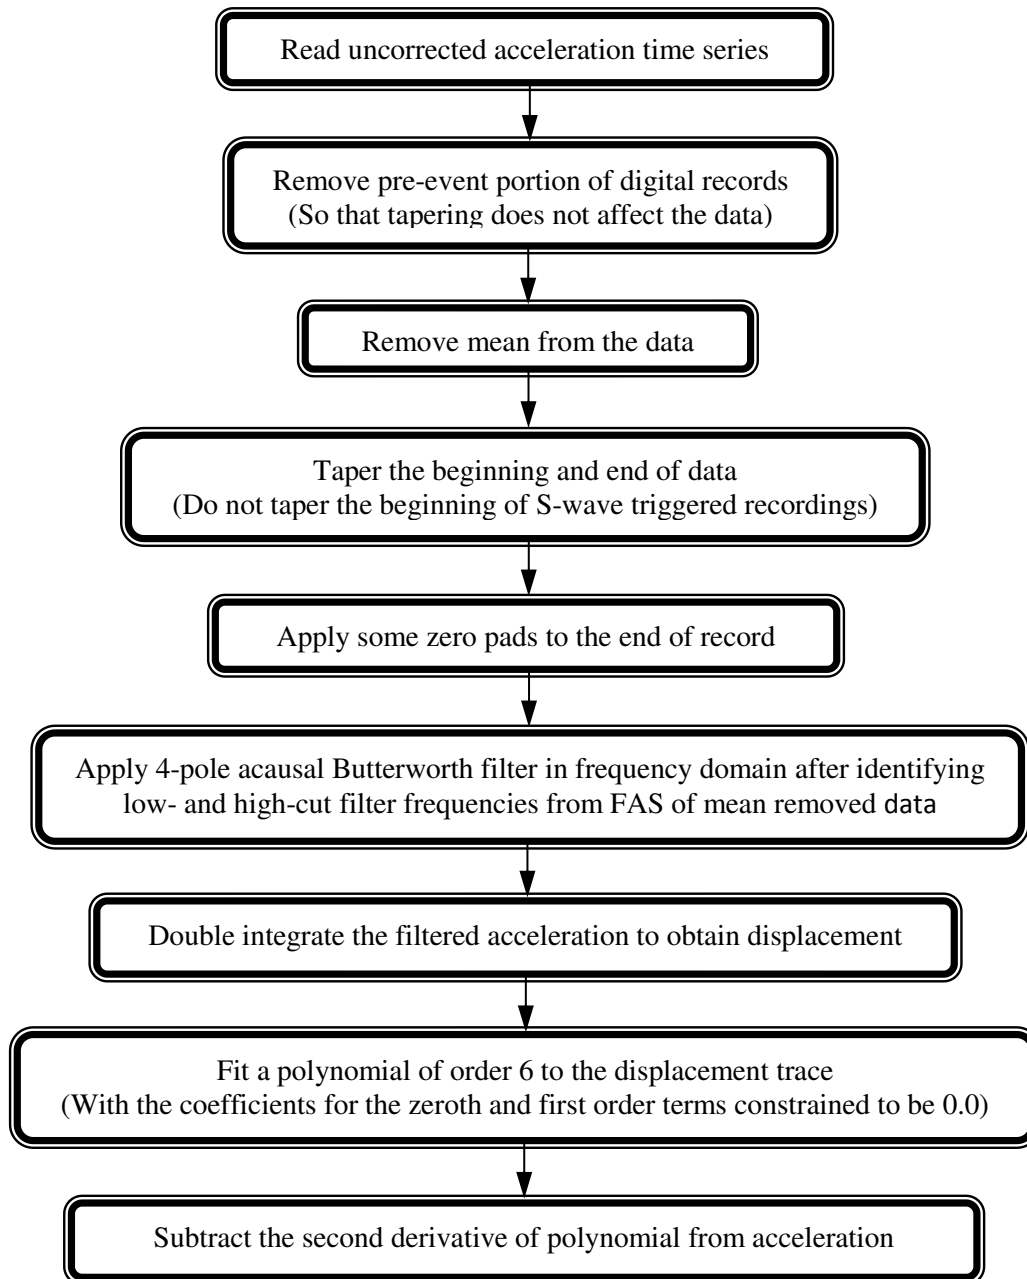 Read uncorrected acceleration time series
Remove pre-event portion of digital records
(So that tapering does not affect the data)
Remove mean from the data
Taper the beginning and end of data
(Do not taper the beginning of S-wave triggered recordings)
Apply some zero pads to the end of record
Apply 4-pole acausal Butterworth filter in frequency domain after identifying
low- and high-cut filter frequencies from FAS of mean removed data
Double integrate the filtered acceleration to obtain displacement
Fit a polynomial of order 6 to the displacement trace
(With the coefficients for the zeroth and first order terms constrained to be 0.0)
Subtract the second derivative of polynomial from acceleration